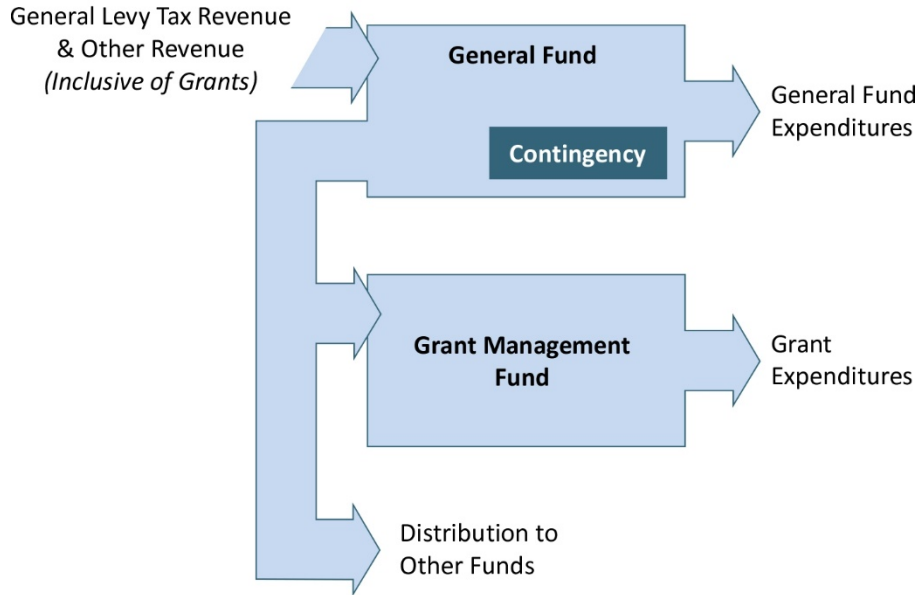 General Levy Tax Revenue
& Other Revenue
(Inclusive of Grants)
General Fund
Contingency
General Fund
Expenditures
Grant Management
Fund
Grant
Expenditures
Distribution to
Other Funds